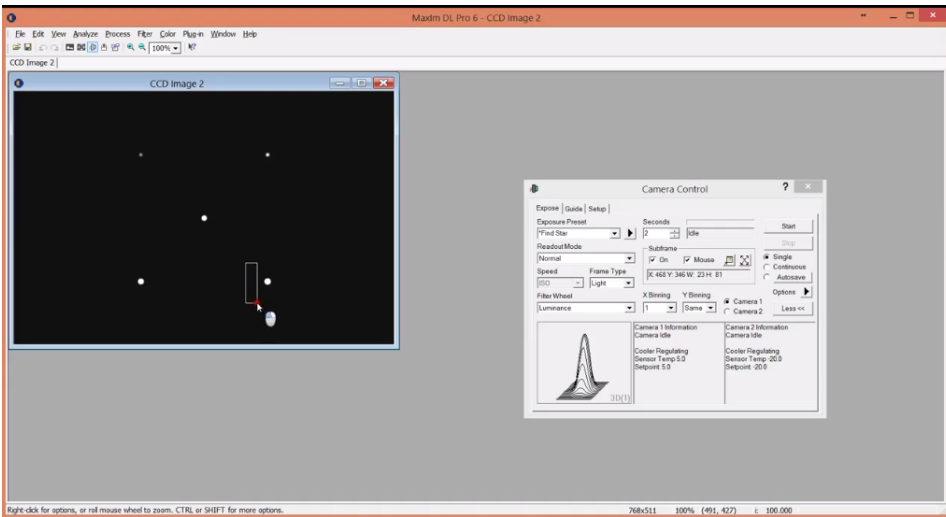 MaxIm DL Pro 6 - CCD Image 2
File Edit View Analyze Process Filter Color Plug-in Window Help
100%
CCD Image 2
CCD Image 2
Camera Control
Expose Guide Setup
Exposure Preset Seconds
*Find Star 2 Idle Start
Readout Mode Subframe Stop
Normal On Mouse Single
Speed Frame Type X: 468 Y: 346 W: 23 H: 81 Continuous
ISO Light Autosave
Filter Wheel X Binning Y Binning Camera 1 Options
Luminance 1 Same Camera 2 Less <<
Camera 1 Information Camera 2 Information
Camera Idle Camera Idle
Cooler Regulating Cooler Regulating
Sensor Temp 5.0 Sensor Temp -20.0
Setpoint 5.0 Setpoint -20.0
3D(1)
Right-click for options, or roll mouse wheel to zoom. CTRL or SHIFT for more options. 768x511 100% (491, 427) i: 100.000